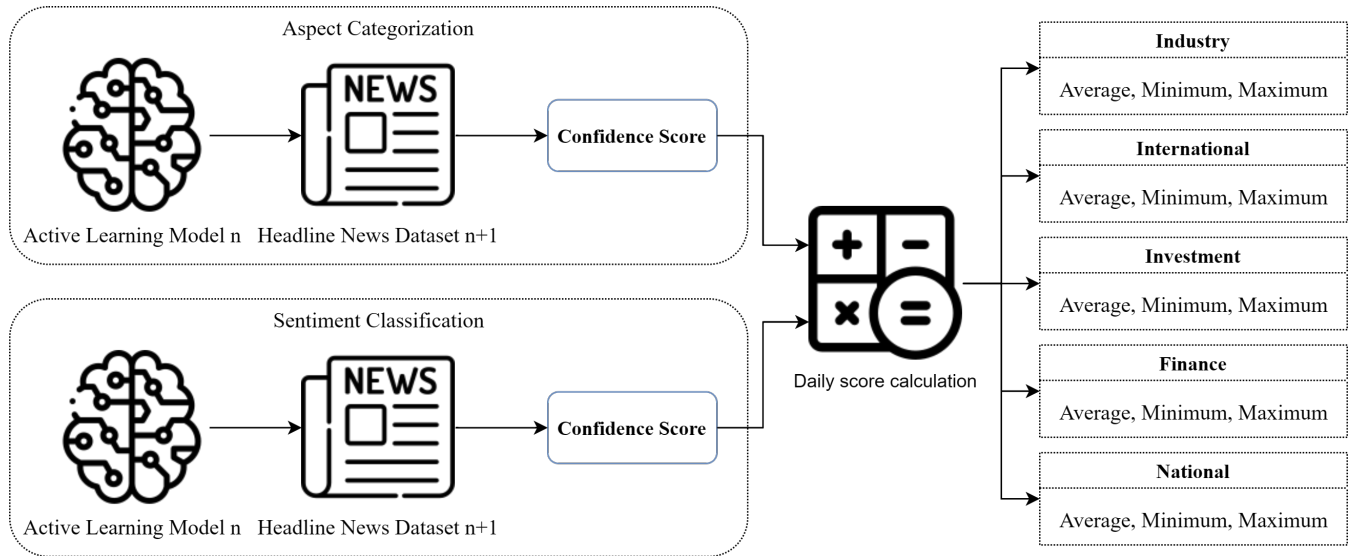 Aspect Categorization
NEWS
Confidence Score
Active Learning Model n
Headline News Dataset n+1
Sentiment Classification
NEWS
Confidence Score
Active Learning Model n
Headline News Dataset n+1
Daily score calculation
Industry
Average, Minimum, Maximum
International
Average, Minimum, Maximum
Investment
Average, Minimum, Maximum
Finance
Average, Minimum, Maximum
National
Average, Minimum, Maximum